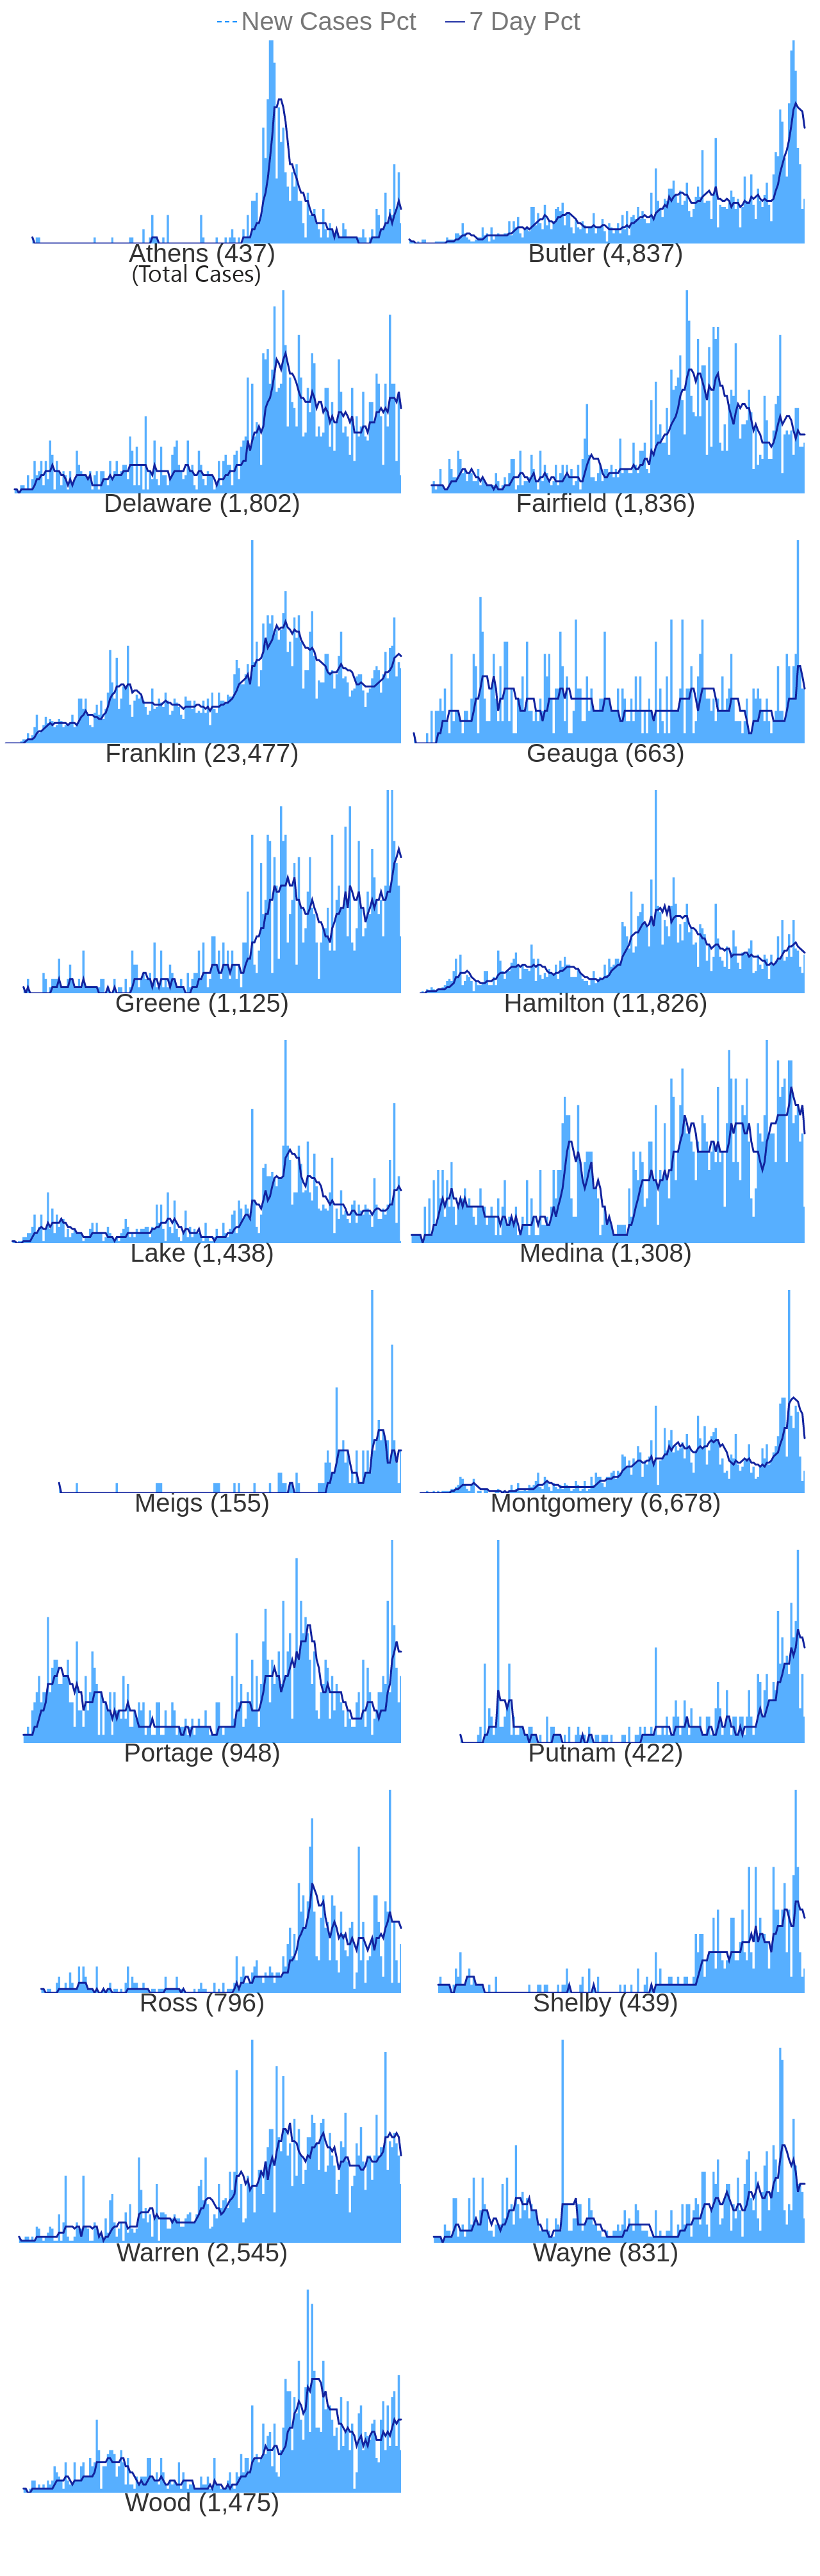 New Cases Pct 7 Day Pct
Athens (437) Butler (4,837)
(Total Cases)
Delaware (1,802) Fairfield (1,836)
Franklin (23,477) Geauga (663)
Greene (1,125) Hamilton (11,826)
Lake (1,438) Medina (1,308)
Meigs (155) Montgomery (6,678)
Portage (948) Putnam (422)
Ross (796) Shelby (439)
Warren (2,545) Wayne (831)
Wood (1,475)